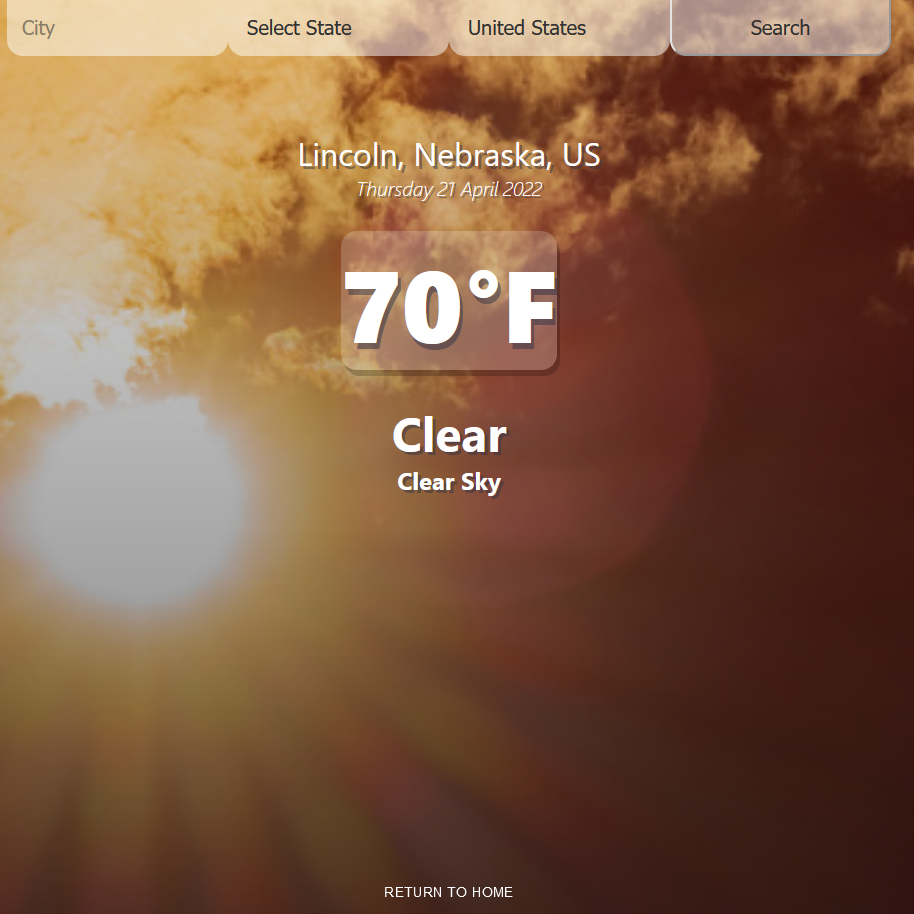 City
Select State
United States
Search
Lincoln, Nebraska, US
Thursday 21 April 2022
70°F
Clear
Clear Sky
RETURN TO HOME